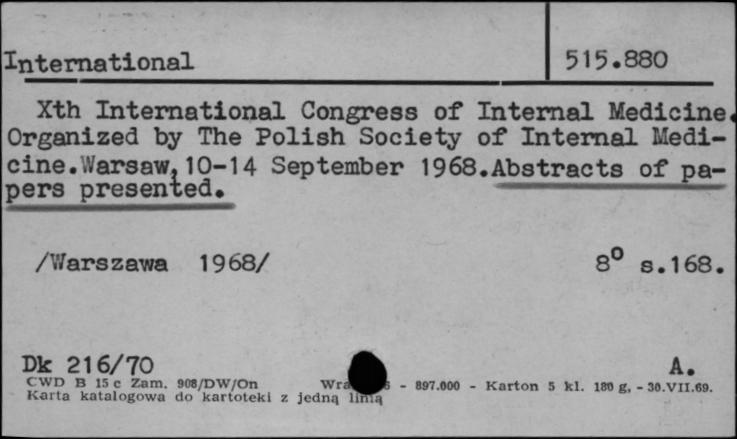 International 515.880
Xth International Congress of Internal Medicine.
Organized by The Polish Society of Internal Medi-
cine.Warsaw, 10-14 September 1968.Abstracts of pa-
pers presented.
/Warszawa 1968/ 8° s.168.
Dk 216/70 A.
CWD B 15 c Zam. 908/DW/On - 897.000 - Karton 5 kl. 180 g, - 30.VII.69.
Karta katalogowa do kartoteki z jedną linią